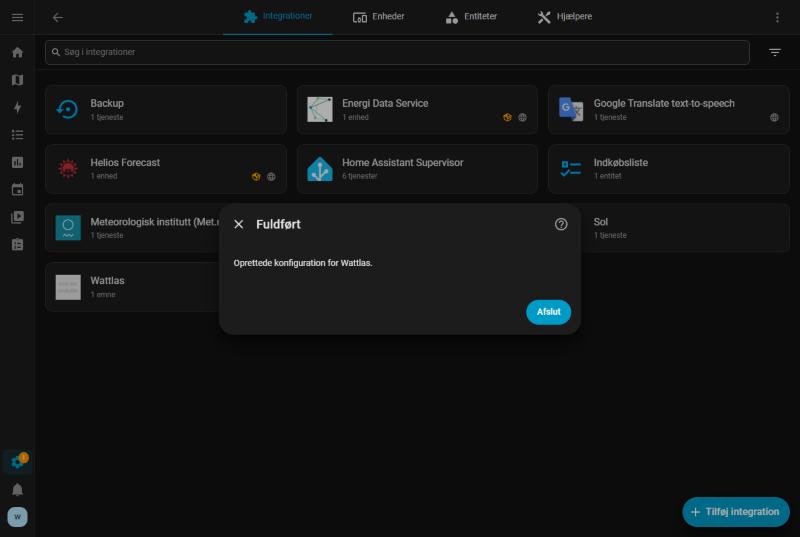 Integrationer
Enheder
Entiteter
Hjælpere
Søg i integrationer
Backup
1 tjeneste
Energi Data Service
1 enhed
Google Translate text-to-speech
1 tjeneste
Helios Forecast
1 enhed
Home Assistant Supervisor
6 tjenester
Indkøbsliste
1 entitet
Meteorologisk institutt (Met.n
1 tjeneste
Sol
1 tjeneste
Wattlas
1 emne
Fuldført
Oprettede konfiguration for Wattlas.
Afslut
1
W
Tilføj integration